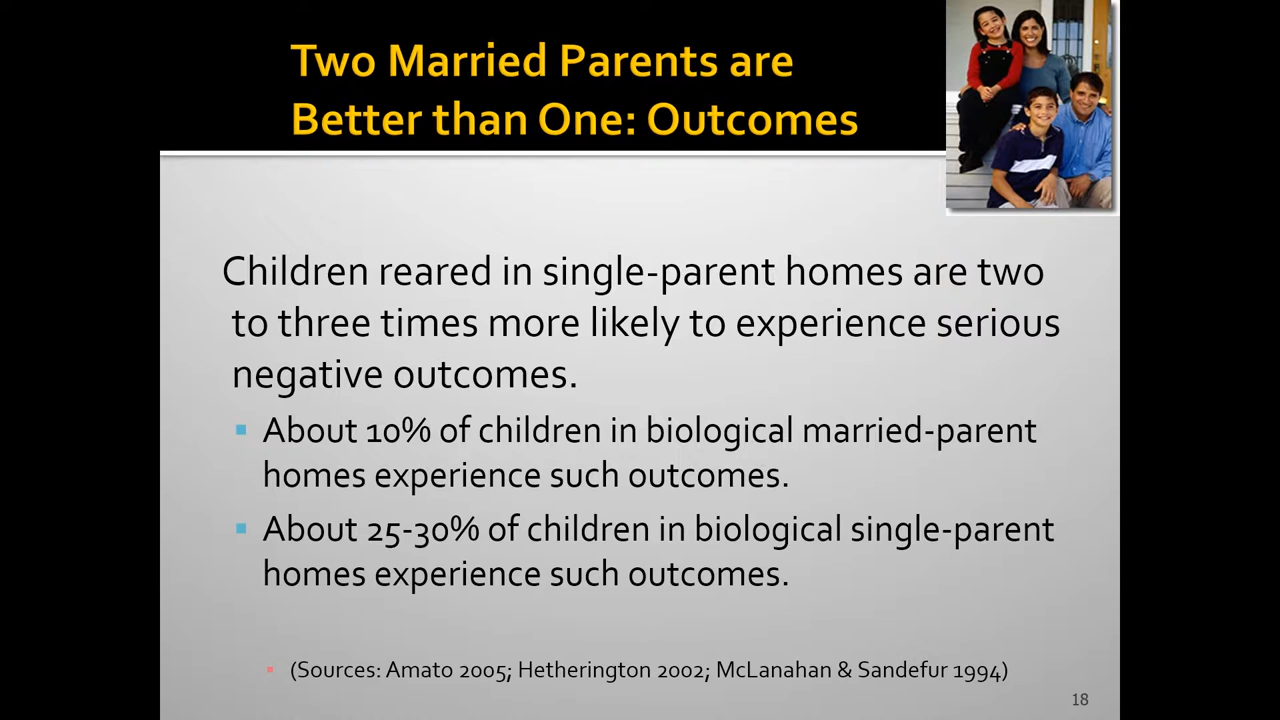 Two Married Parents are
Better than One: Outcomes
Children reared in single-parent homes are two
to three times more likely to experience serious
negative outcomes.
About 10% of children in biological married-parent
homes experience such outcomes.
About 25-30% of children in biological single-parent
homes experience such outcomes.
(Sources: Amato 2005; Hetherington 2002; McLanahan & Sandefur 1994)
18